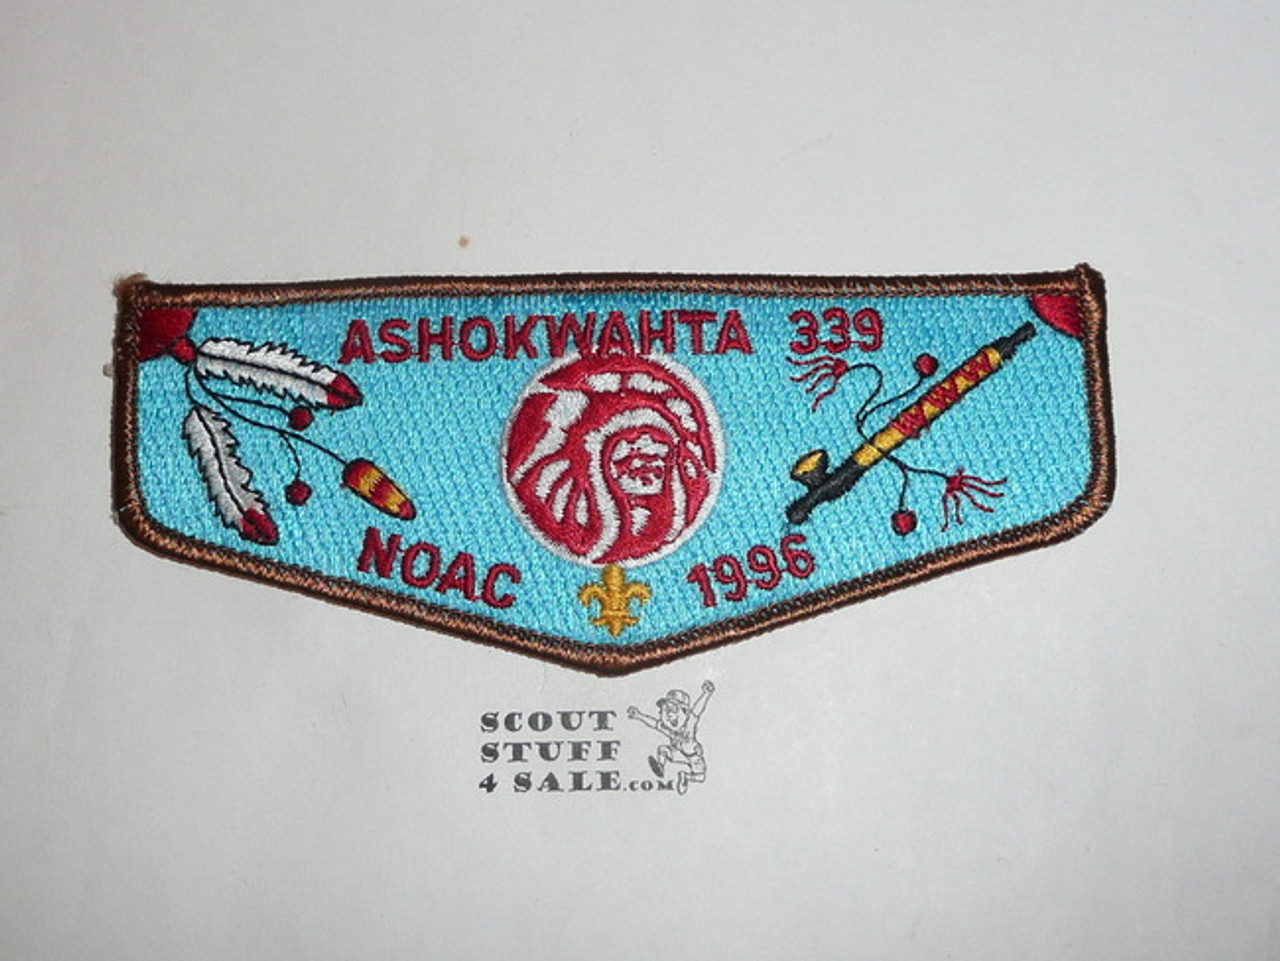 ASHOKWAHTA 339
NOAC 1996
SCOUT
STUFF
4 SALE.COM